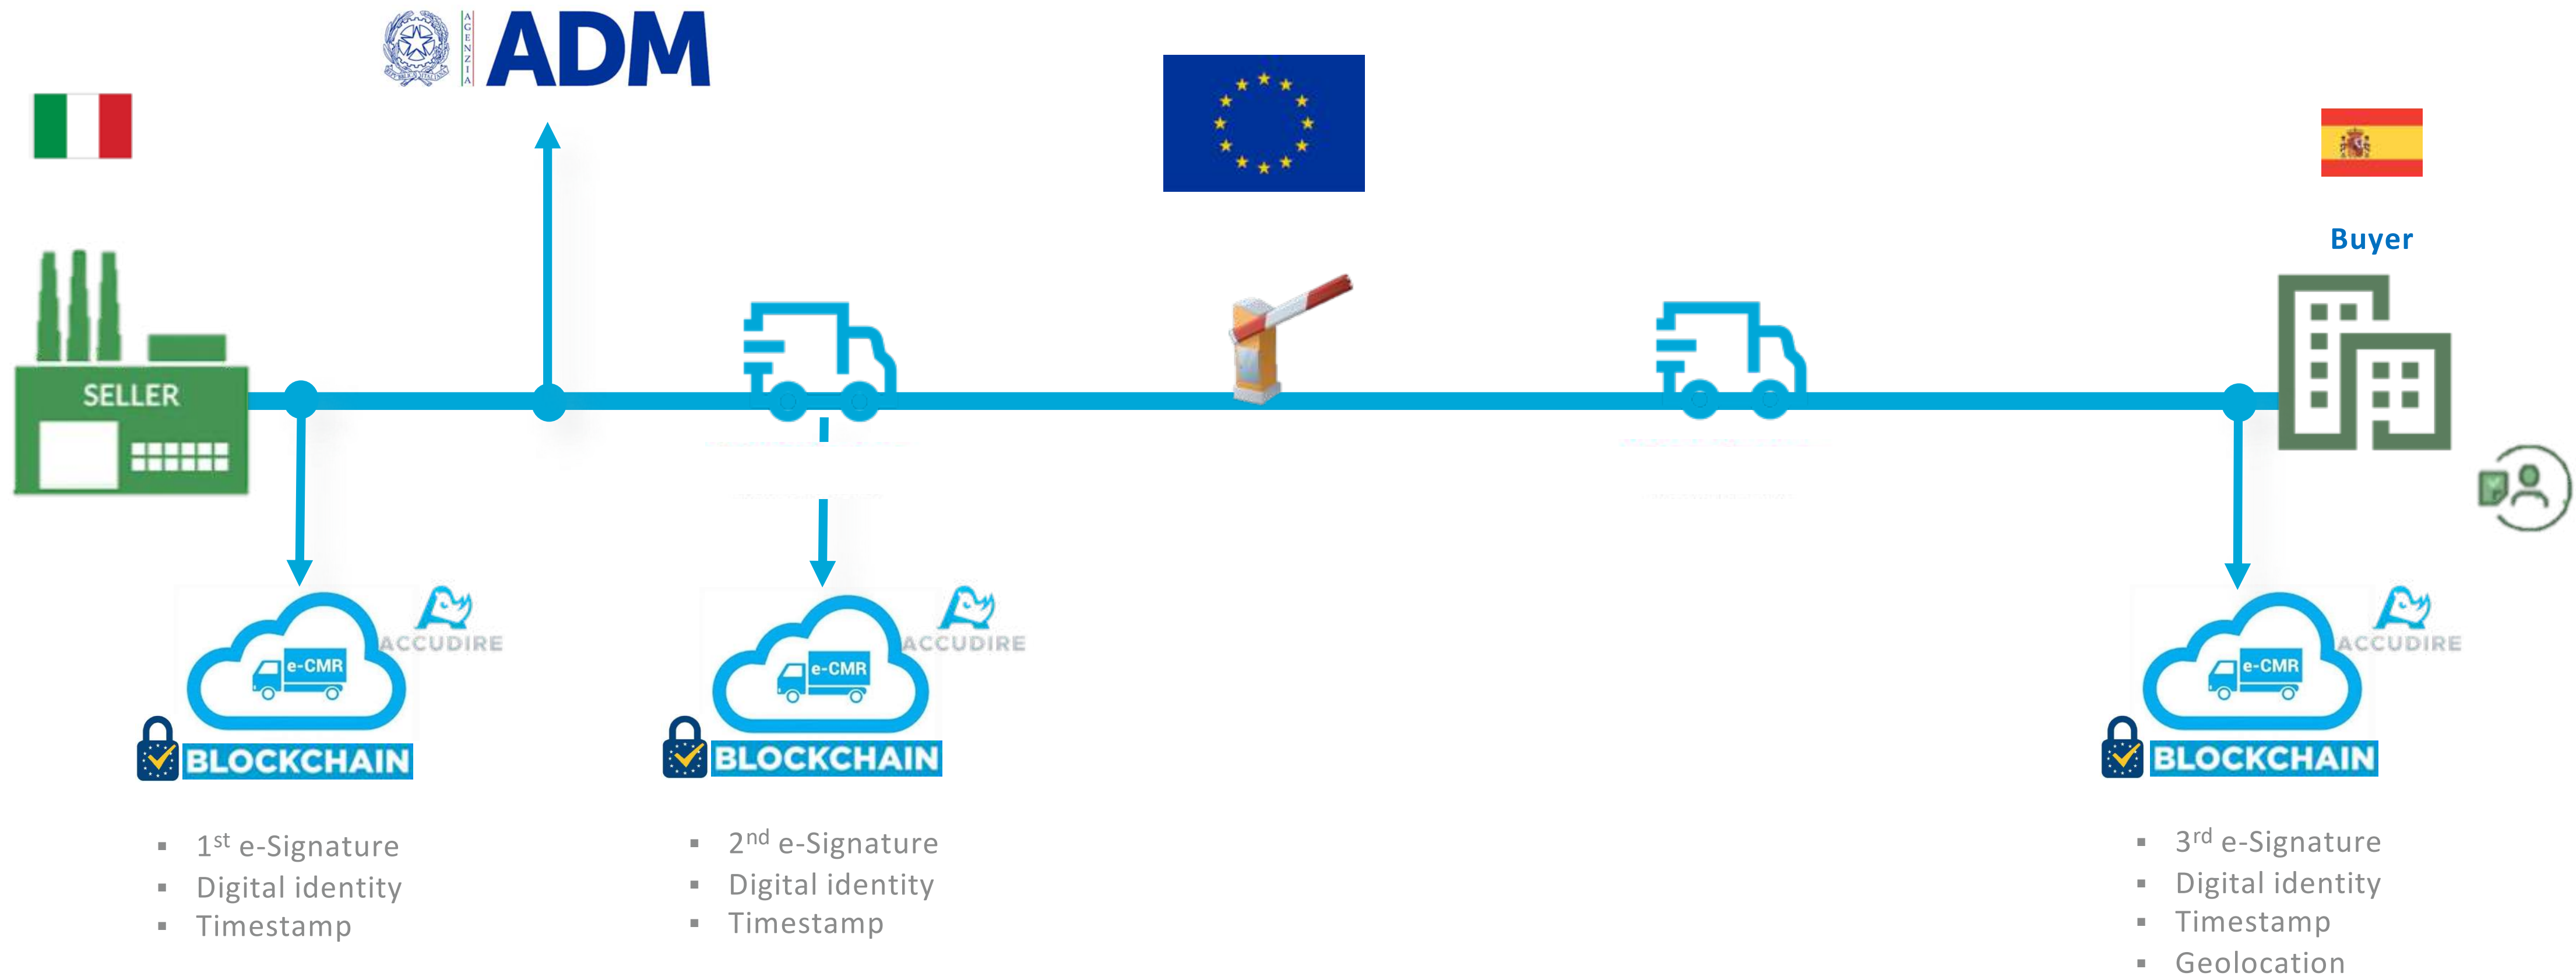 AGENZIA
ADM
Buyer
SELLER
ACCUDIRE
e-CMR
BLOCKCHAIN
▪ 1st e-Signature
▪ Digital identity
▪ Timestamp
ACCUDIRE
e-CMR
BLOCKCHAIN
▪ 2nd e-Signature
▪ Digital identity
▪ Timestamp
ACCUDIRE
e-CMR
BLOCKCHAIN
▪ 3rd e-Signature
▪ Digital identity
▪ Timestamp
▪ Geolocation